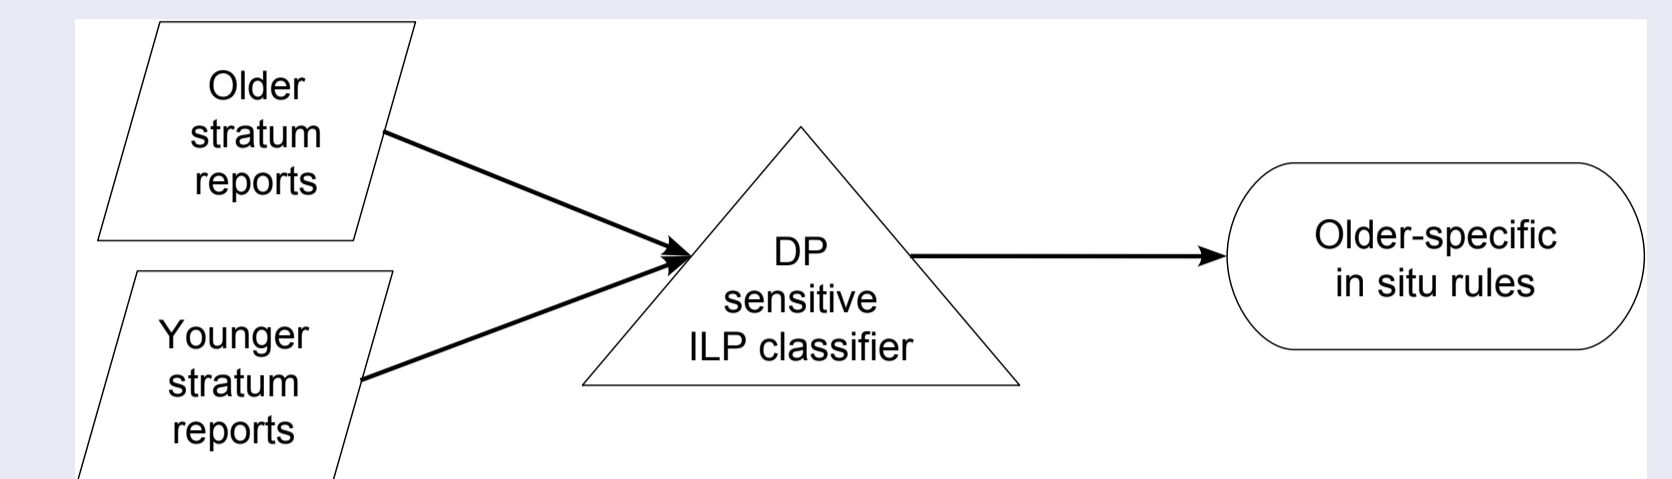 Older
stratum
reports
Younger
stratum
reports
DP
sensitive
ILP classifier
Older-specific
in situ rules